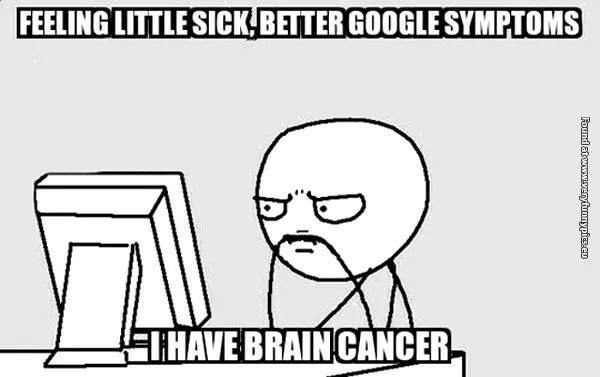 FEELING LITTLE SICK, BETTER GOOGLE SYMPTOMS
I HAVE BRAIN CANCER
Found at www.veryfunnypics.eu